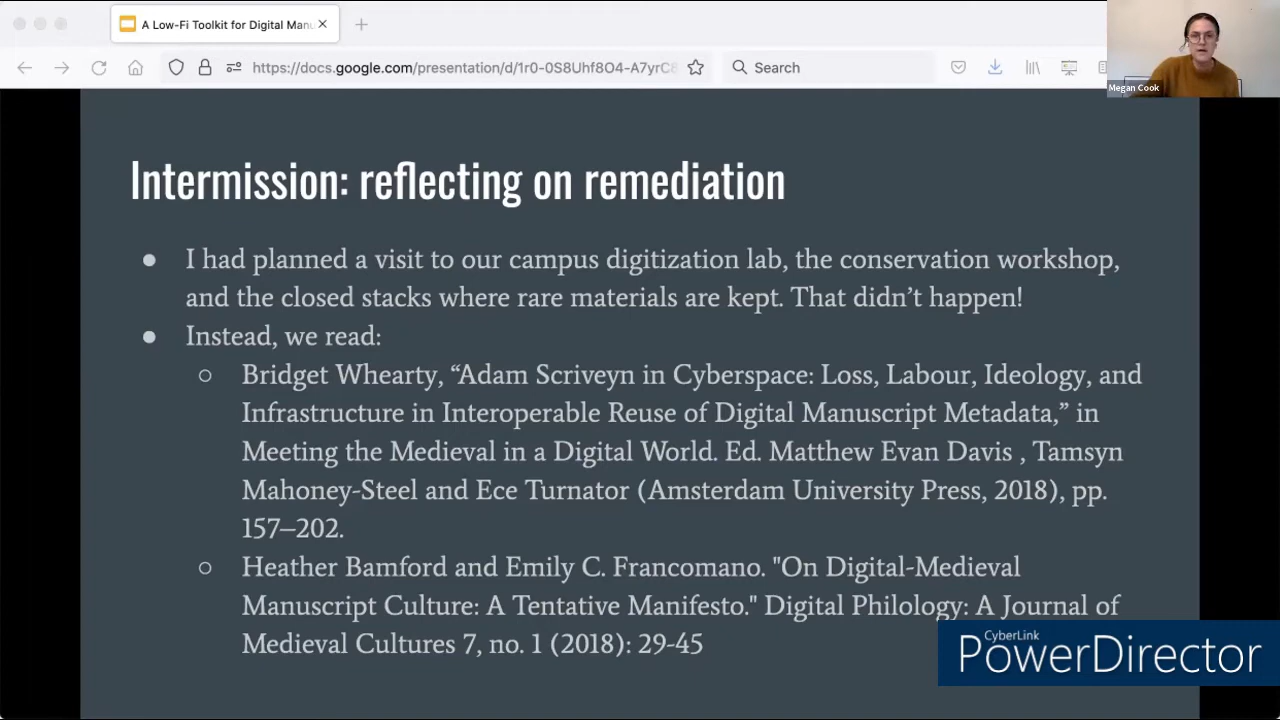 A Low-Fi Toolkit for Digital Manu
https://docs.google.com/presentation/d/1r0-0S8Uhf8O4-A7yrC8
Search
Megan Cook
Intermission: reflecting on remediation
I had planned a visit to our campus digitization lab, the conservation workshop,
and the closed stacks where rare materials are kept. That didn’t happen!
Instead, we read:
Bridget Whearty, “Adam Scriveyn in Cyberspace: Loss, Labour, Ideology, and
Infrastructure in Interoperable Reuse of Digital Manuscript Metadata,” in
Meeting the Medieval in a Digital World. Ed. Matthew Evan Davis , Tamsyn
Mahoney-Steel and Ece Turnator (Amsterdam University Press, 2018), pp.
157–202.
Heather Bamford and Emily C. Francomano. "On Digital-Medieval
Manuscript Culture: A Tentative Manifesto." Digital Philology: A Journal of
Medieval Cultures 7, no. 1 (2018): 29-45
CyberLink
PowerDirector